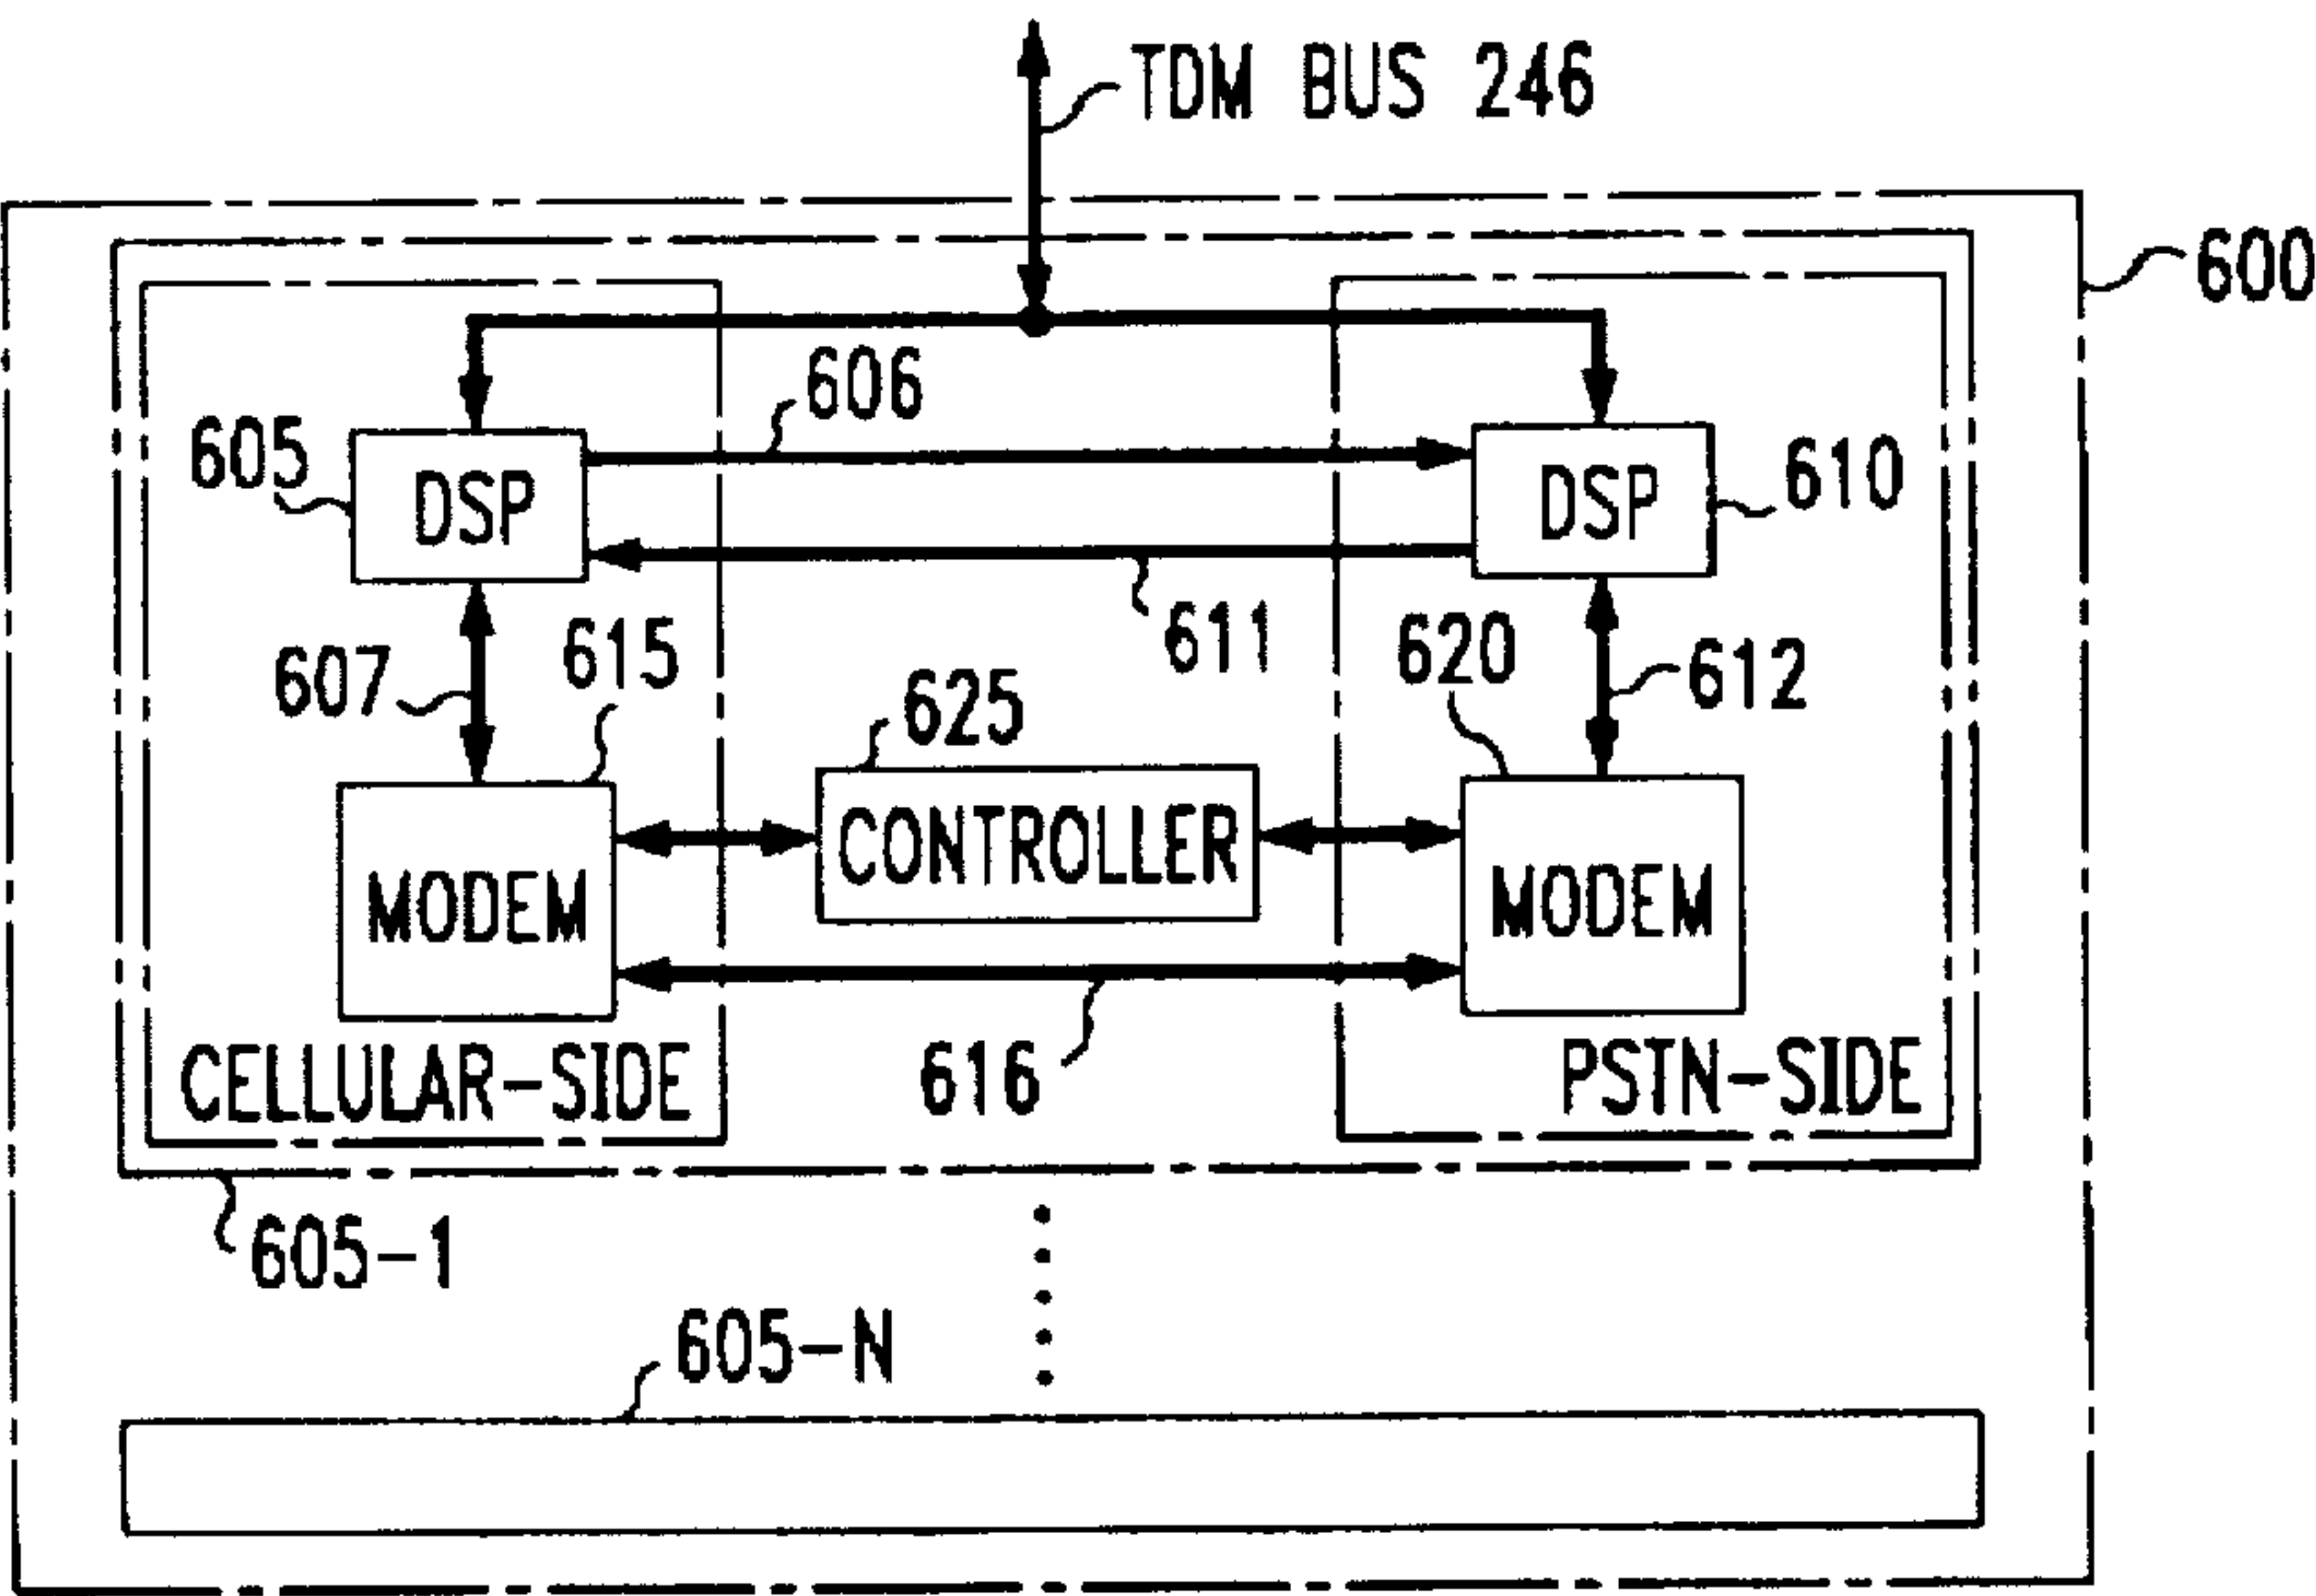 TDM BUS 246
600
606
605
DSP
DSP
610
611
607
615
620
612
625
CONTROLLER
MODEM
MODEM
CELLULAR-SIDE
616
PSTN-SIDE
605-1
605-N